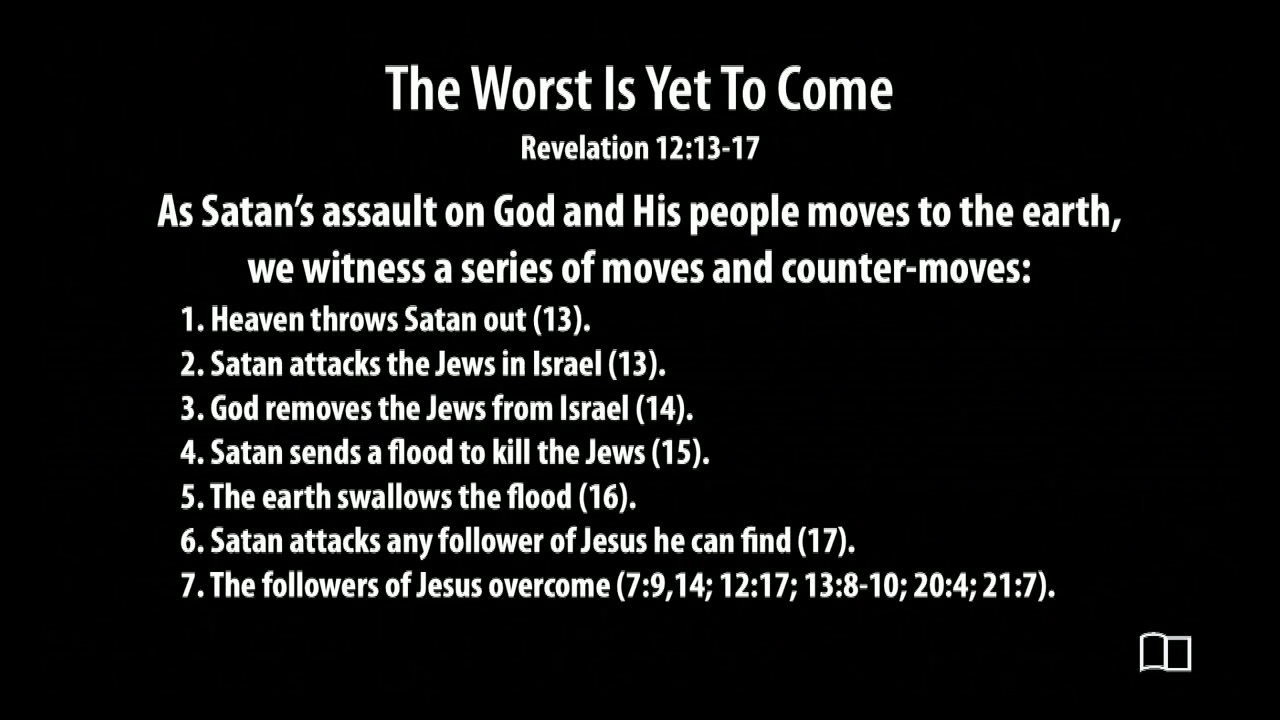 The Worst Is Yet To Come
Revelation 12:13-17
As Satan’s assault on God and His people moves to the earth,
we witness a series of moves and counter-moves:
1. Heaven throws Satan out (13).
2. Satan attacks the Jews in Israel (13).
3. God removes the Jews from Israel (14).
4. Satan sends a flood to kill the Jews (15).
5. The earth swallows the flood (16).
6. Satan attacks any follower of Jesus he can find (17).
7. The followers of Jesus overcome (7:9,14; 12:17; 13:8-10; 20:4; 21:7).